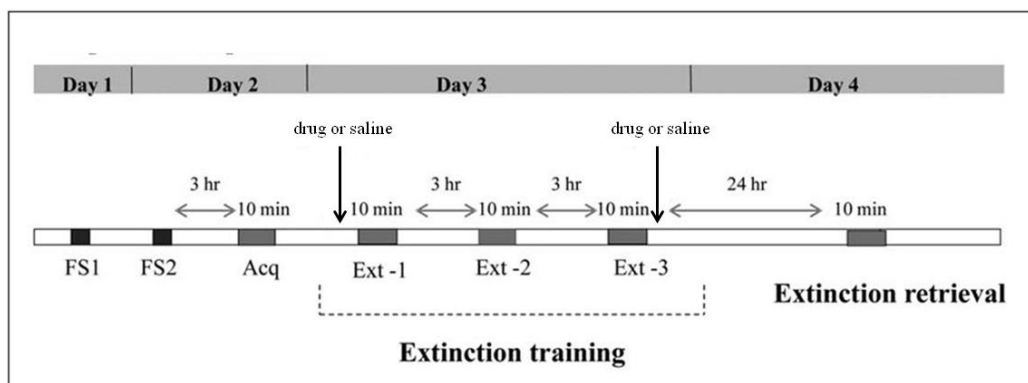 Day 1 Day 2 Day 3 Day 4
drug or saline drug or saline
3 hr 3 hr 3 hr 24 hr
10 min 10 min 10 min 10 min 10 min
FS1 FS2 Acq Ext -1 Ext -2 Ext -3
Extinction retrieval
Extinction training